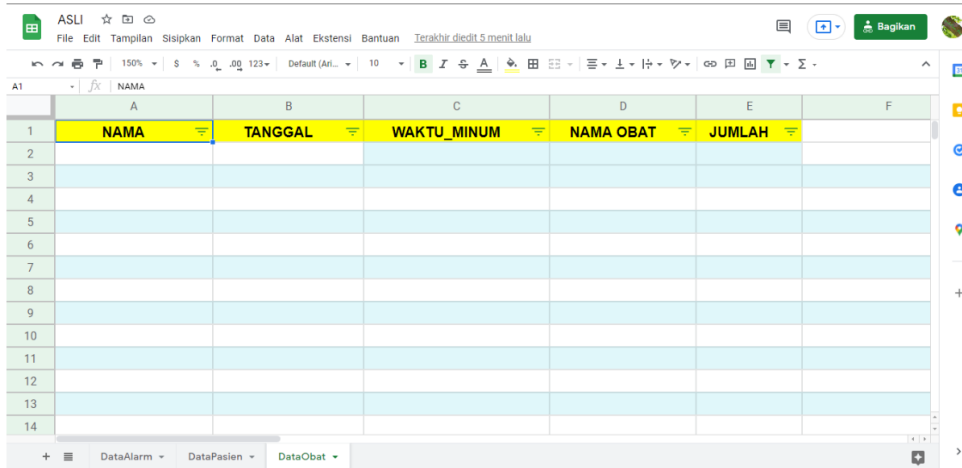 ASLI
File Edit Tampilan Sisipkan Format Data Alat Ekstensi Bantuan Terakhir diedit 5 menit lalu
Bagikan
150% $ % .0 .00 123 Default (Ari... 10 B I S A
A1 fx NAMA
A B C D E F
1 NAMA TANGGAL WAKTU_MINUM NAMA OBAT JUMLAH
2
3
4
5
6
7
8
9
10
11
12
13
14
+ DataAlarm DataPasien DataObat